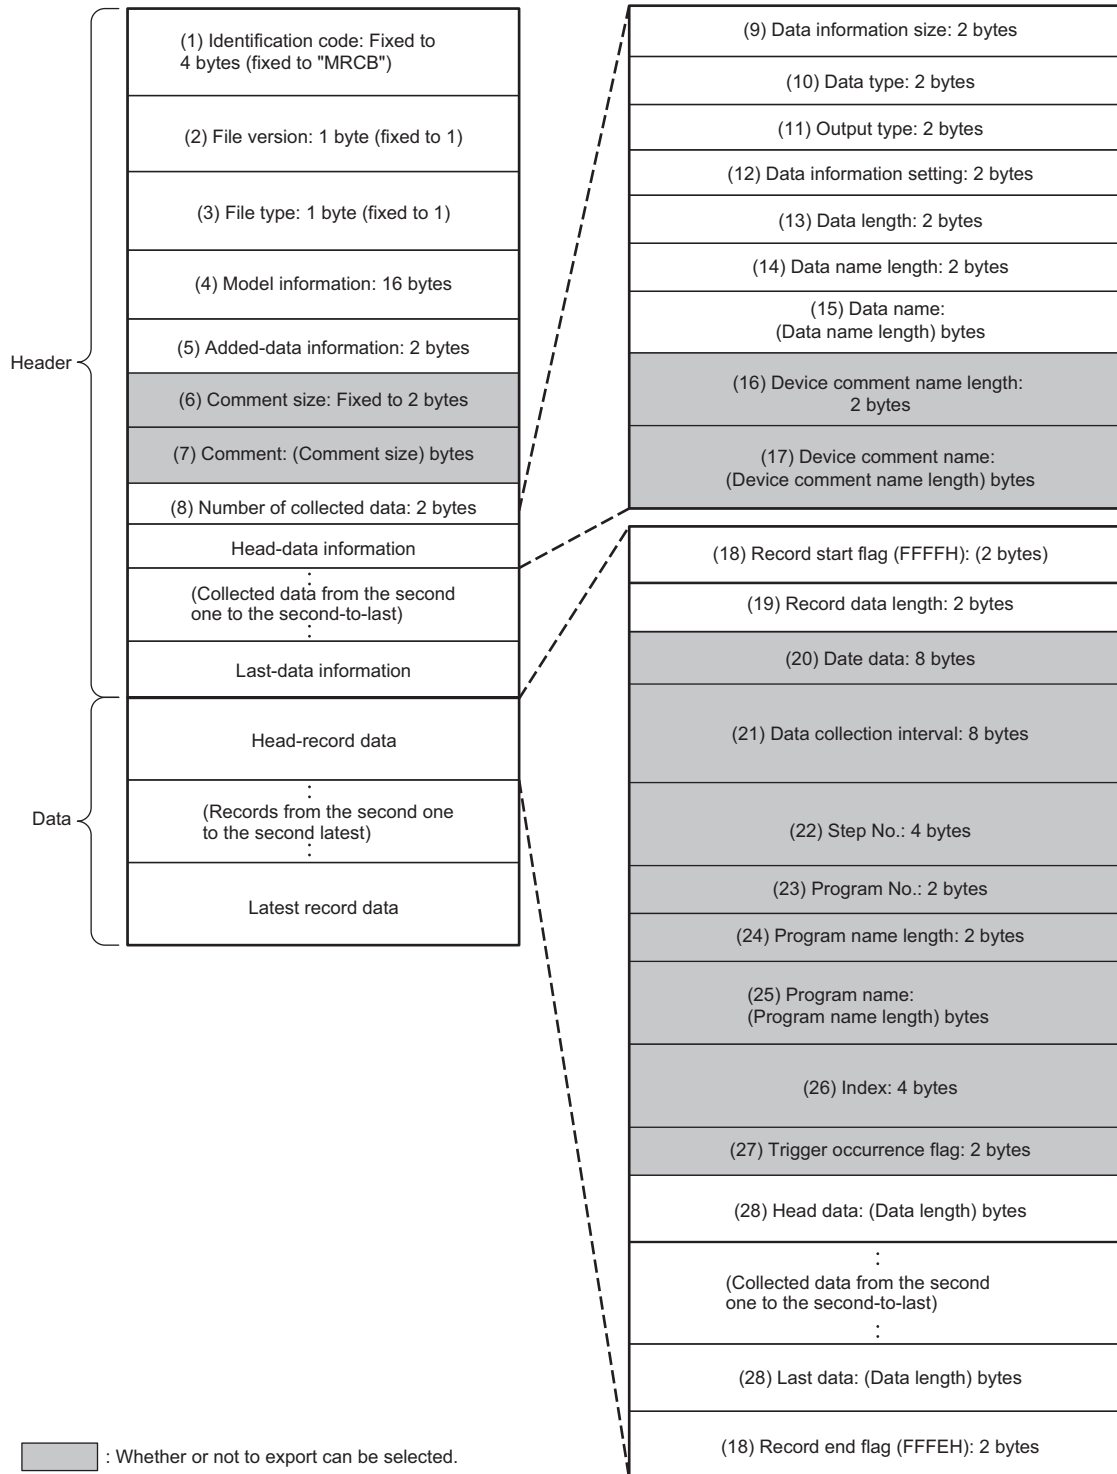 Header
(1) Identification code: Fixed to
4 bytes (fixed to "MRCB")
(2) File version: 1 byte (fixed to 1)
(3) File type: 1 byte (fixed to 1)
(4) Model information: 16 bytes
(5) Added-data information: 2 bytes
(6) Comment size: Fixed to 2 bytes
(7) Comment: (Comment size) bytes
(8) Number of collected data: 2 bytes
Head-data information
(Collected data from the second
one to the second-to-last)
Last-data information
Data
Head-record data
(Records from the second one
to the second latest)
Latest record data
(9) Data information size: 2 bytes
(10) Data type: 2 bytes
(11) Output type: 2 bytes
(12) Data information setting: 2 bytes
(13) Data length: 2 bytes
(14) Data name length: 2 bytes
(15) Data name:
(Data name length) bytes
(16) Device comment name length:
2 bytes
(17) Device comment name:
(Device comment name length) bytes
(18) Record start flag (FFFFH): (2 bytes)
(19) Record data length: 2 bytes
(20) Date data: 8 bytes
(21) Data collection interval: 8 bytes
(22) Step No.: 4 bytes
(23) Program No.: 2 bytes
(24) Program name length: 2 bytes
(25) Program name:
(Program name length) bytes
(26) Index: 4 bytes
(27) Trigger occurrence flag: 2 bytes
(28) Head data: (Data length) bytes
(Collected data from the second
one to the second-to-last)
(28) Last data: (Data length) bytes
(18) Record end flag (FFFEH): 2 bytes
: Whether or not to export can be selected.